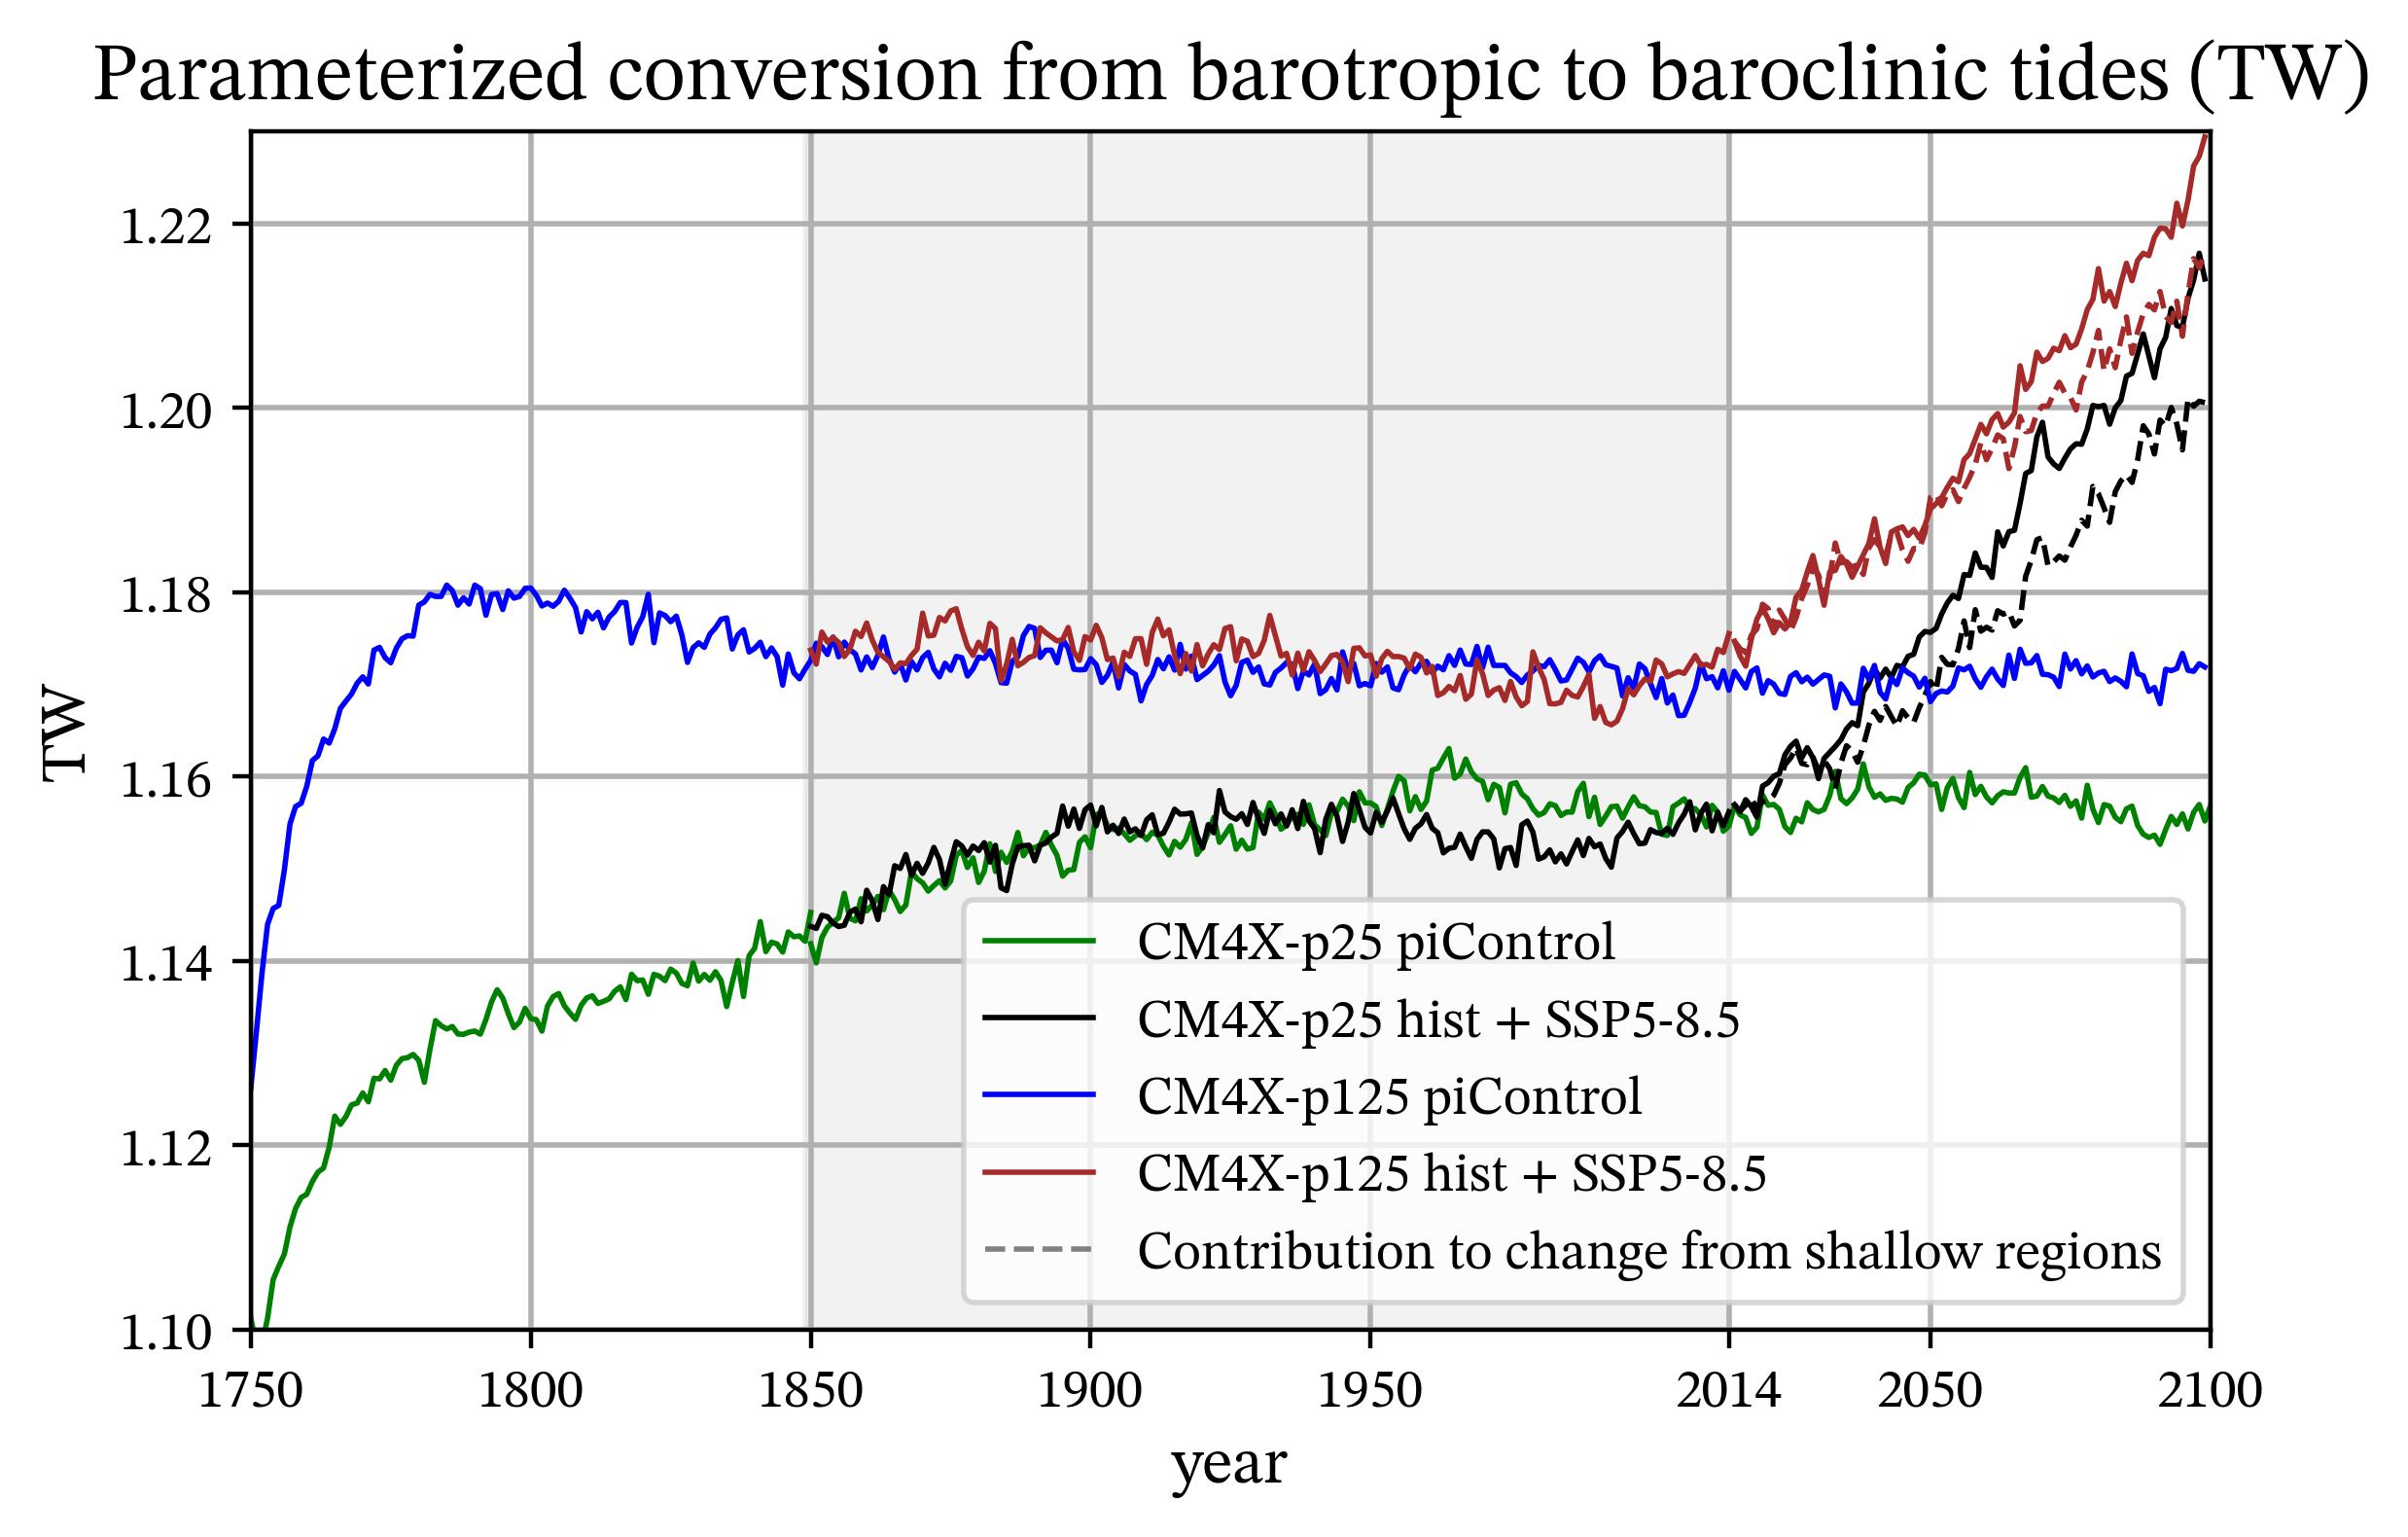 Parameterized conversion from barotropic to baroclinic tides (TW)
1.22
1.20
1.18
1.16
1.14
1.12
1.10
TW
CM4X-p25 piControl
CM4X-p25 hist + SSP5-8.5
CM4X-p125 piControl
CM4X-p125 hist + SSP5-8.5
Contribution to change from shallow regions
1750 1800 1850 1900 1950 2014 2050 2100
year